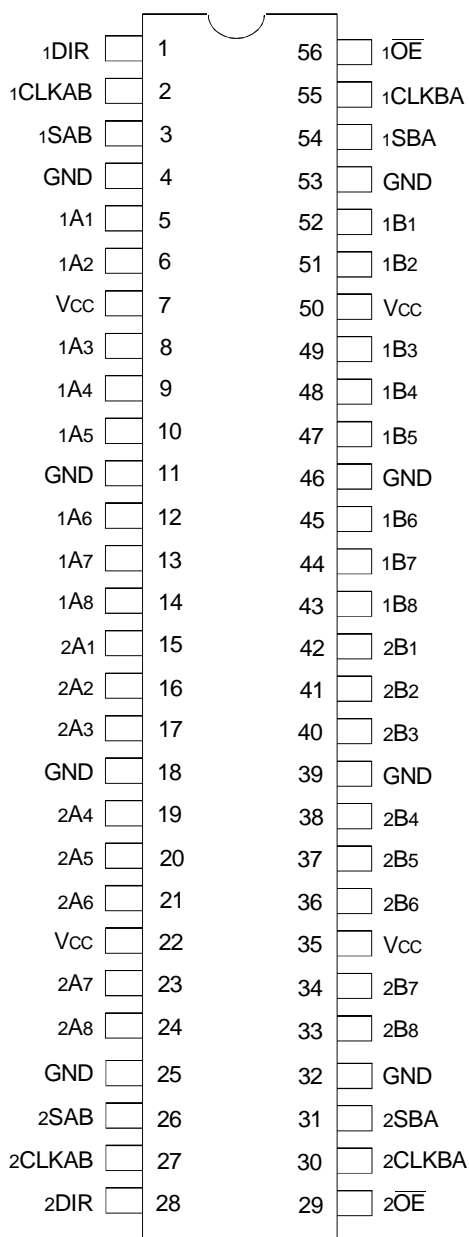 1DIR 1 56 1O̅E̅
1CLKAB 2 55 1CLKBA
1SAB 3 54 1SBA
GND 4 53 GND
1A1 5 52 1B1
1A2 6 51 1B2
VCC 7 50 VCC
1A3 8 49 1B3
1A4 9 48 1B4
1A5 10 47 1B5
GND 11 46 GND
1A6 12 45 1B6
1A7 13 44 1B7
1A8 14 43 1B8
2A1 15 42 2B1
2A2 16 41 2B2
2A3 17 40 2B3
GND 18 39 GND
2A4 19 38 2B4
2A5 20 37 2B5
2A6 21 36 2B6
VCC 22 35 VCC
2A7 23 34 2B7
2A8 24 33 2B8
GND 25 32 GND
2SAB 26 31 2SBA
2CLKAB 27 30 2CLKBA
2DIR 28 29 2O̅E̅